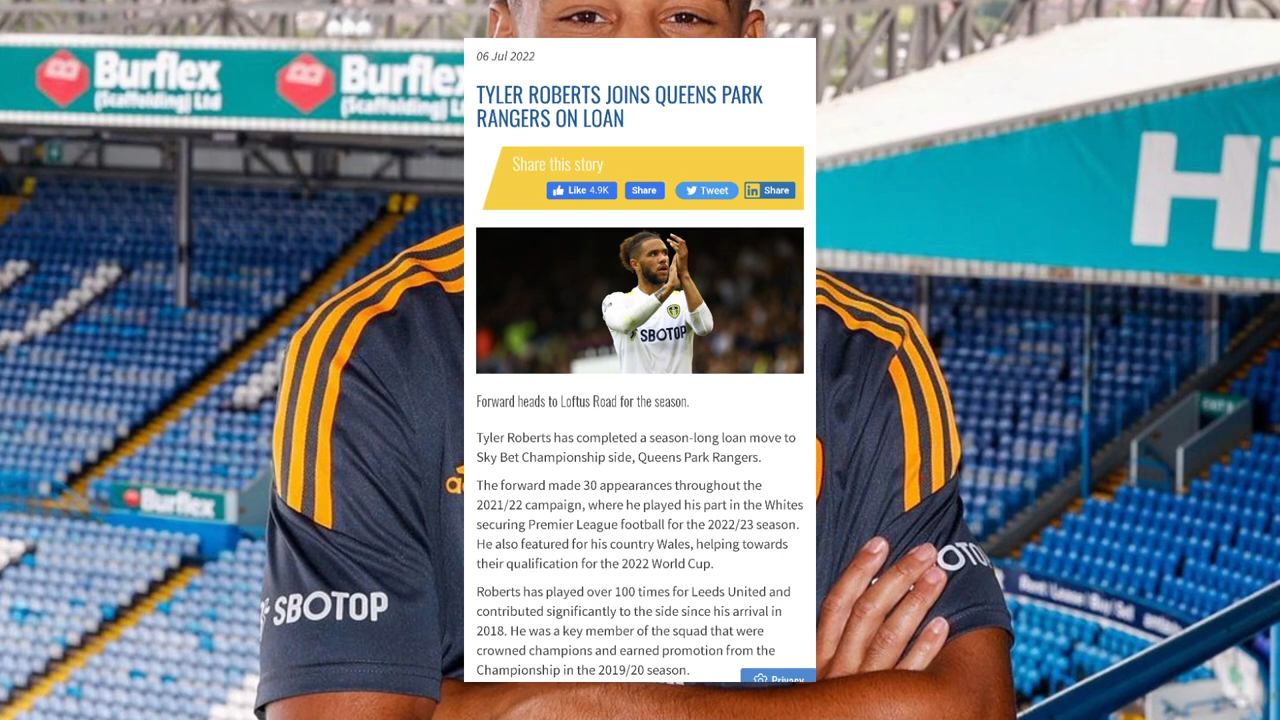 Burflex
(Scaffolding) Ltd
Burflex
(Scaffolding) Ltd
Hi
Burflex
SBOTOP
06 Jul 2022
TYLER ROBERTS JOINS QUEENS PARK
RANGERS ON LOAN
Share this story
Like 4.9K
Share
Tweet
in Share
SBOTOP
Forward heads to Loftus Road for the season.
Tyler Roberts has completed a season-long loan move to
Sky Bet Championship side, Queens Park Rangers.
The forward made 30 appearances throughout the
2021/22 campaign, where he played his part in the Whites
securing Premier League football for the 2022/23 season.
He also featured for his country Wales, helping towards
their qualification for the 2022 World Cup.
Roberts has played over 100 times for Leeds United and
contributed significantly to the side since his arrival in
2018. He was a key member of the squad that were
crowned champions and earned promotion from the
Championship in the 2019/20 season.
Privacy